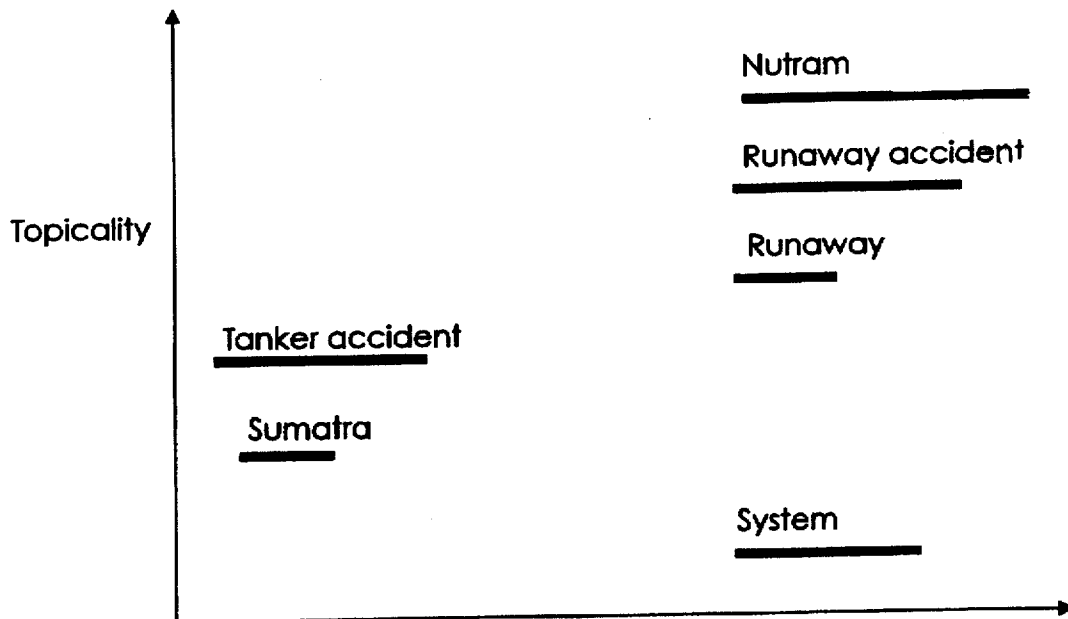 Nutram
Runaway accident
Topicality
Runaway
Tanker accident
Sumatra
System